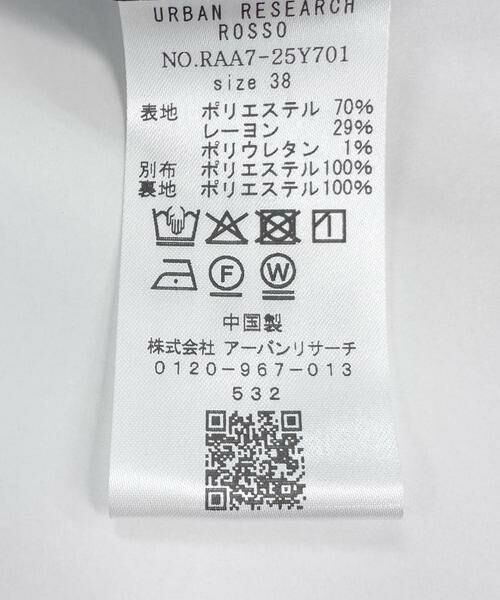 URBAN RESEARCH
ROSSO
NO.RAA7-25Y701
size 38
表地 ポリエステル 70%
レーヨン 29%
ポリウレタン 1%
別布 ポリエステル100%
裏地 ポリエステル100%
F W
中国製
株式会社 アーバンリサーチ
0120-967-013
532